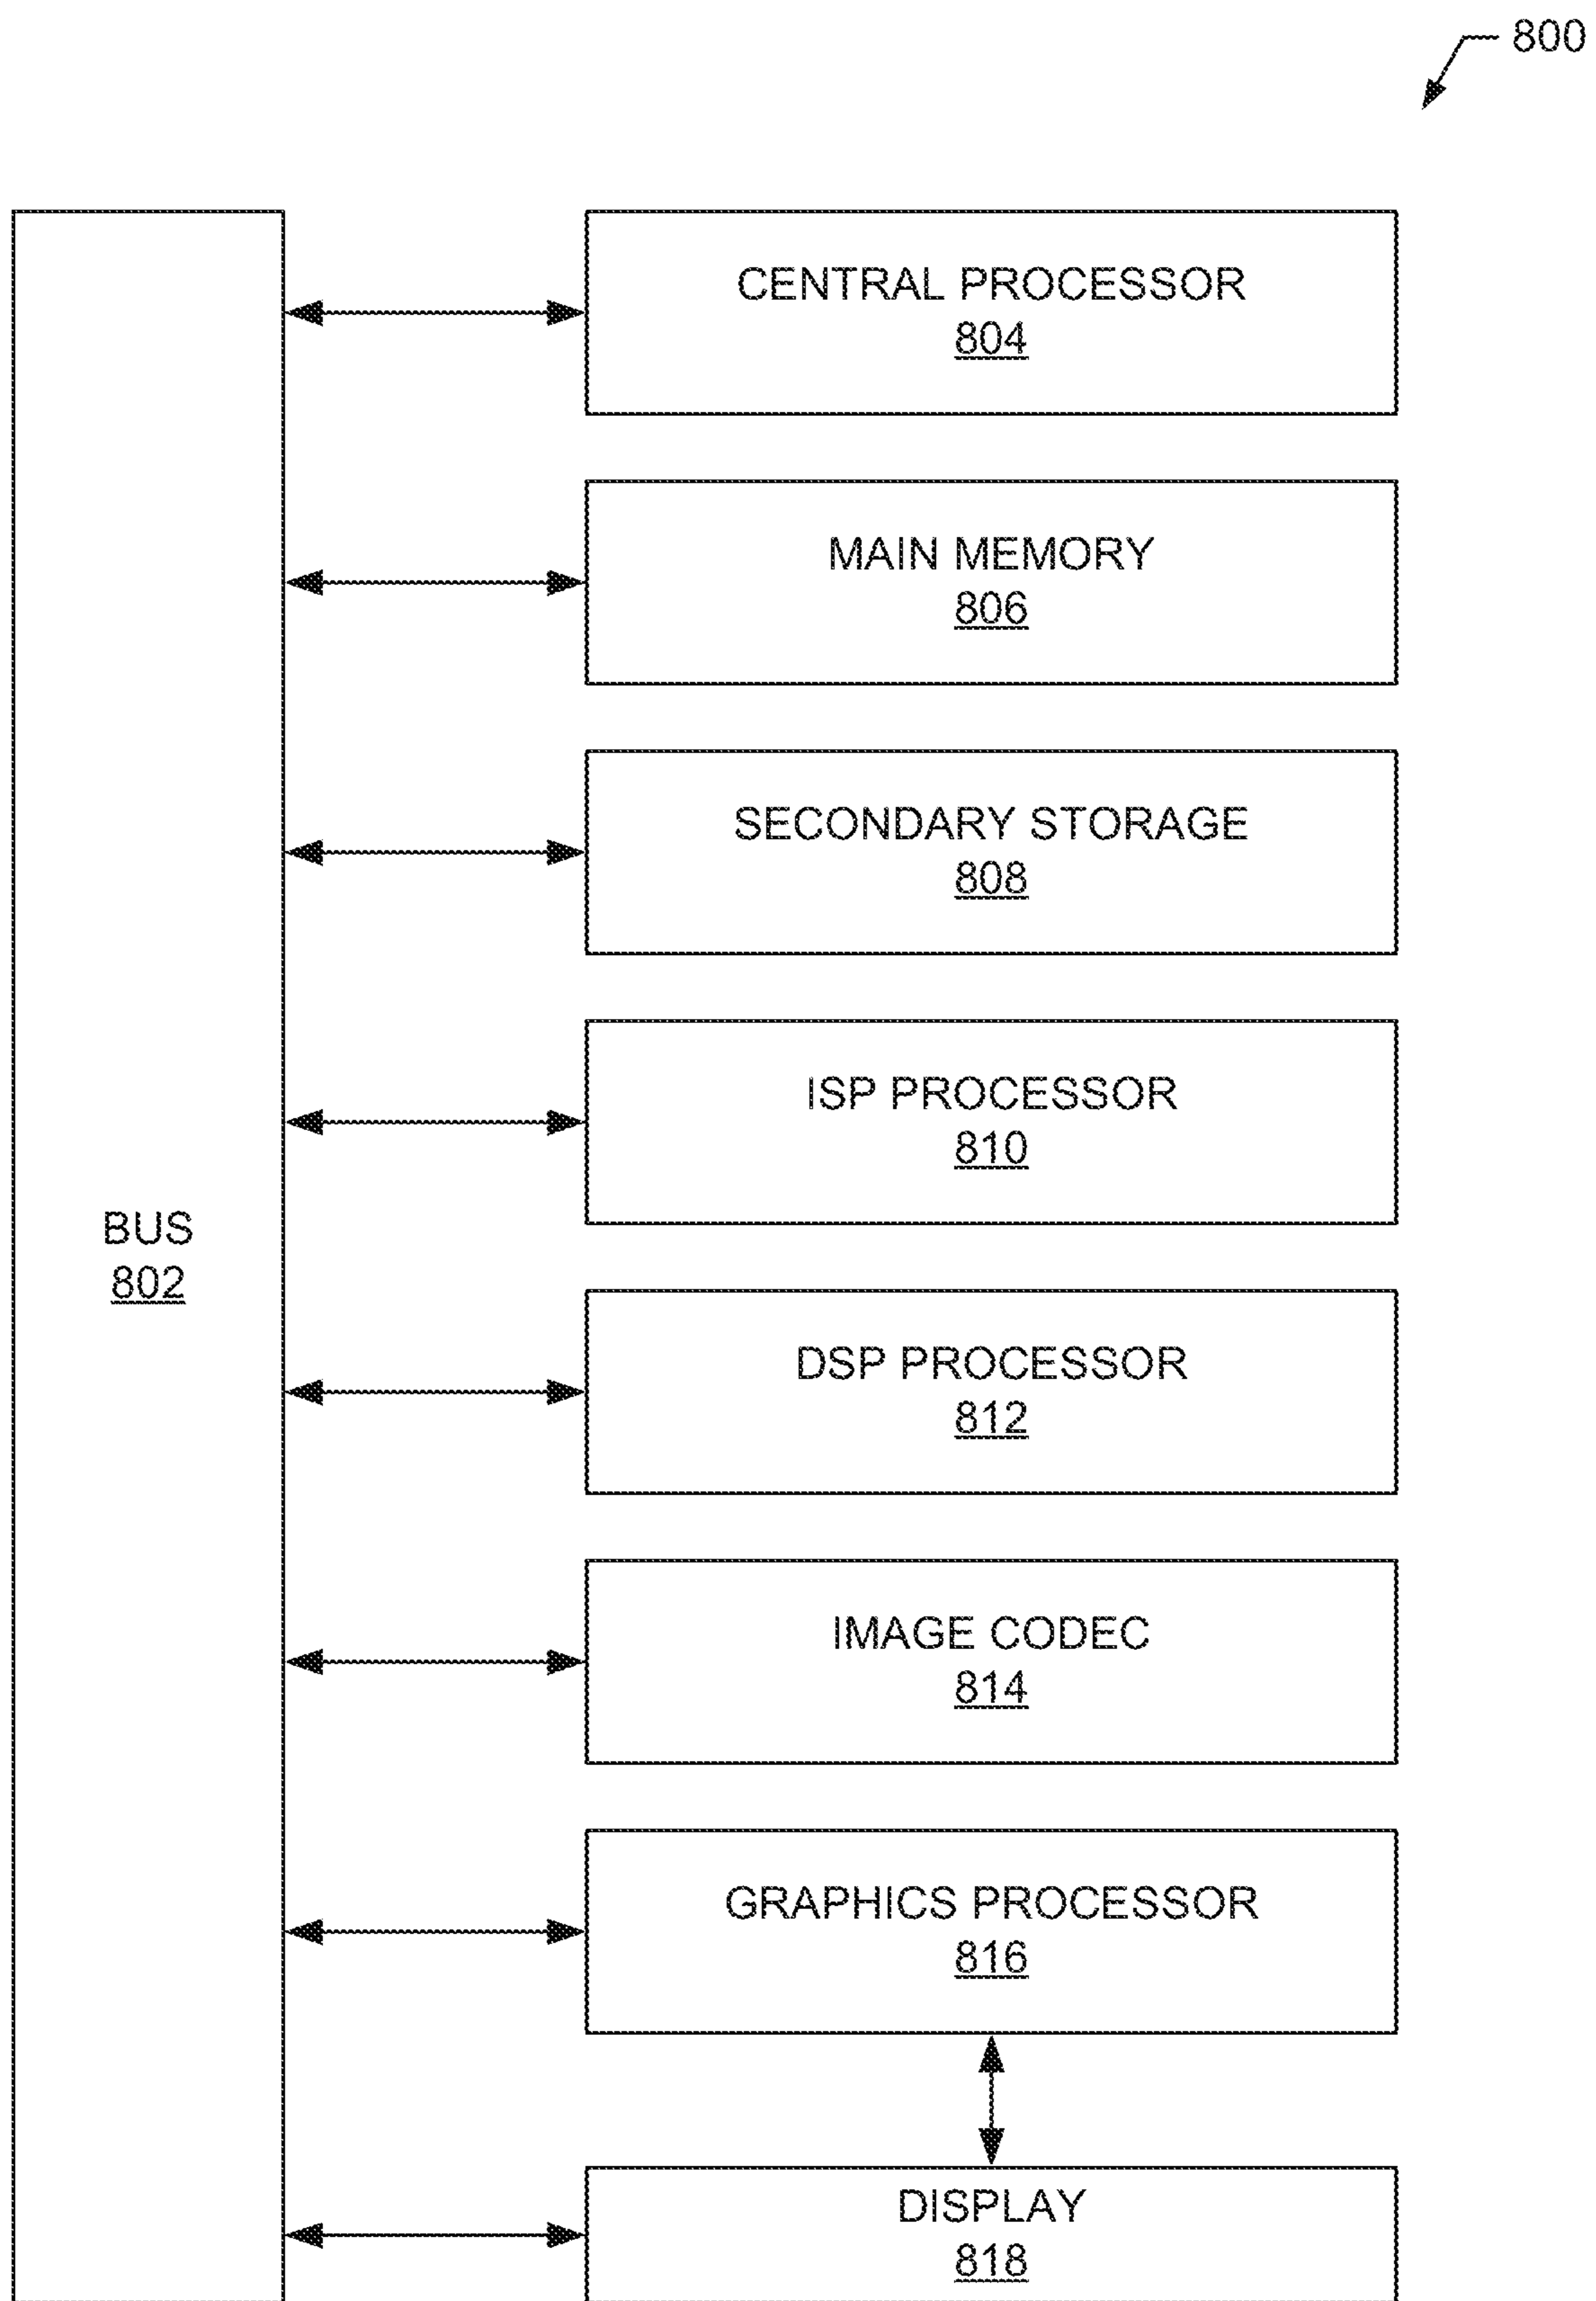 800
CENTRAL PROCESSOR
804
MAIN MEMORY
806
SECONDARY STORAGE
808
ISP PROCESSOR
810
BUS
802
DSP PROCESSOR
812
IMAGE CODEC
814
GRAPHICS PROCESSOR
816
DISPLAY
818